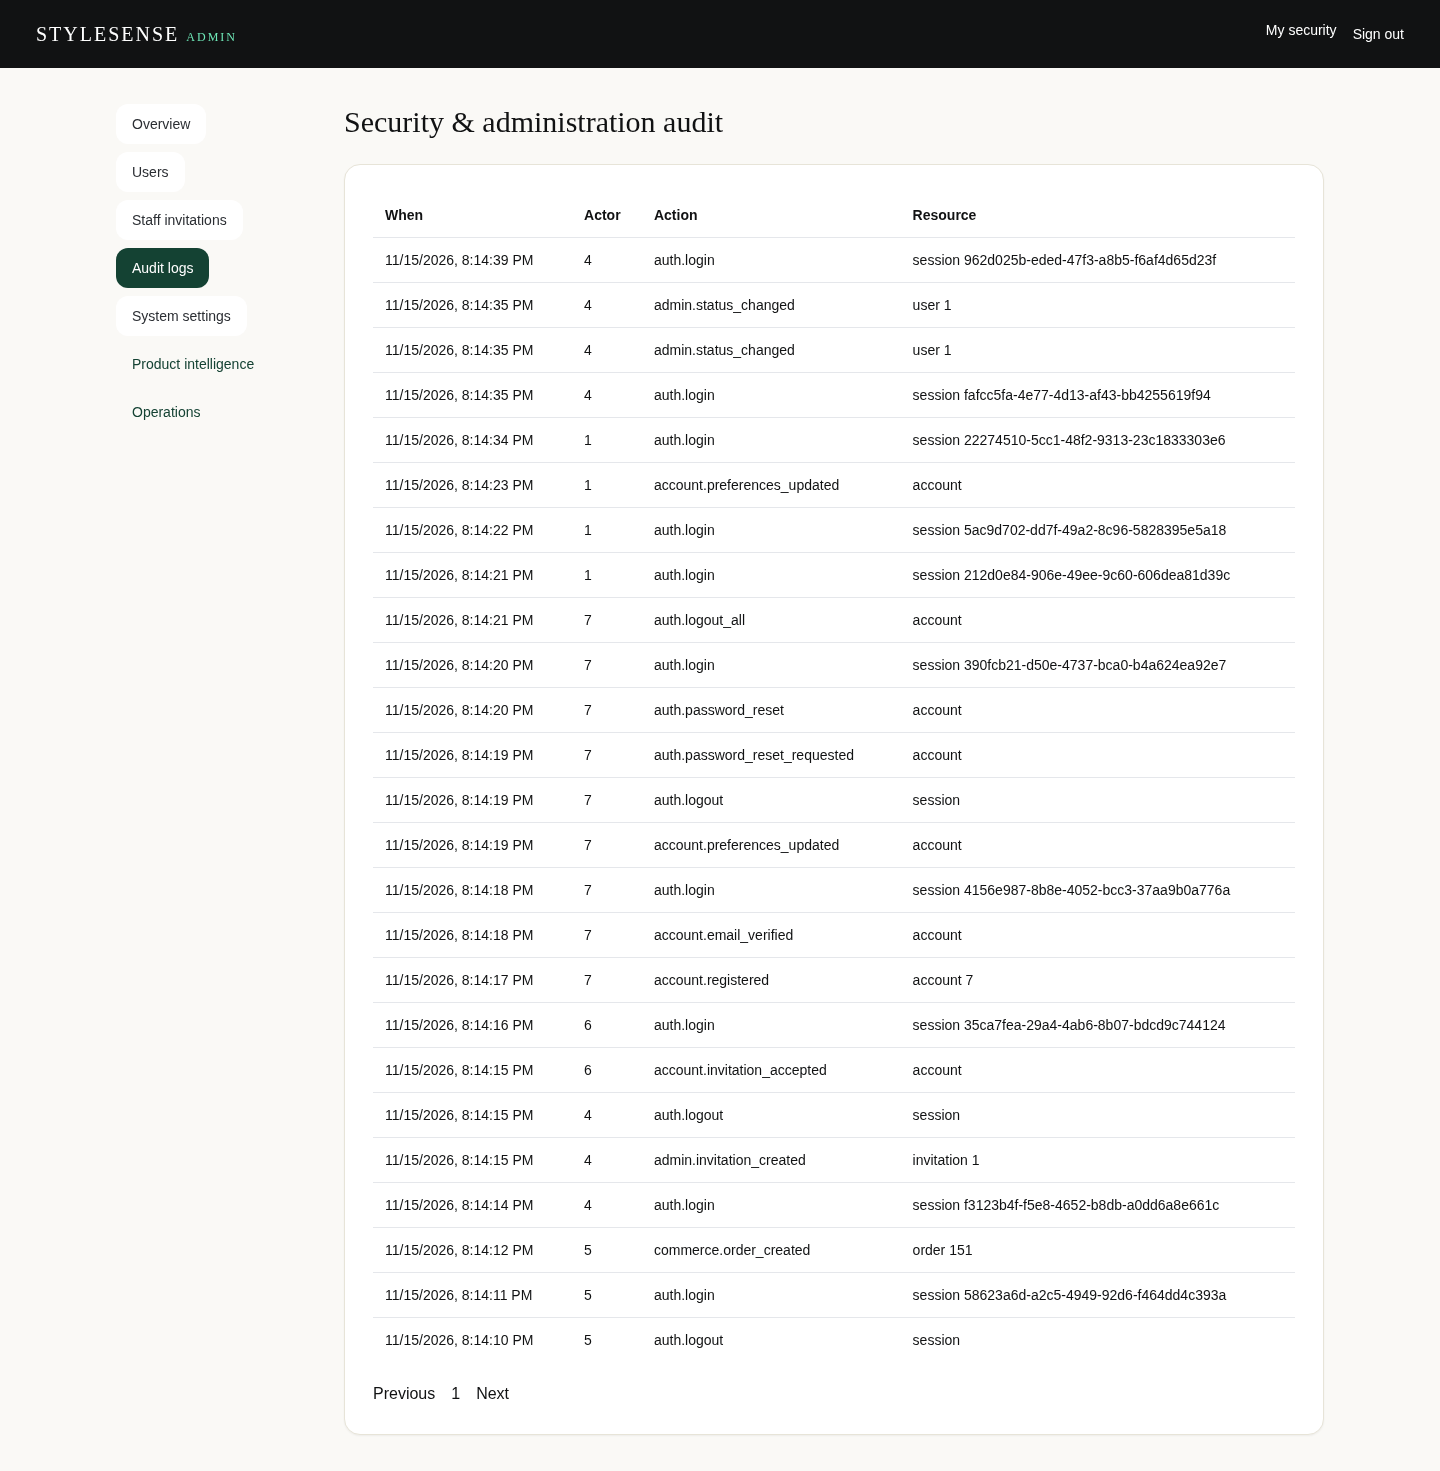 STYLESENSE ADMIN
My security
Sign out
Overview
Users
Staff invitations
Audit logs
System settings
Product intelligence
Operations
Security & administration audit
When Actor Action Resource
11/15/2026, 8:14:39 PM 4 auth.login session 962d025b-eded-47f3-a8b5-f6af4d65d23f
11/15/2026, 8:14:35 PM 4 admin.status_changed user 1
11/15/2026, 8:14:35 PM 4 admin.status_changed user 1
11/15/2026, 8:14:35 PM 4 auth.login session fafcc5fa-4e77-4d13-af43-bb4255619f94
11/15/2026, 8:14:34 PM 1 auth.login session 22274510-5cc1-48f2-9313-23c1833303e6
11/15/2026, 8:14:23 PM 1 account.preferences_updated account
11/15/2026, 8:14:22 PM 1 auth.login session 5ac9d702-dd7f-49a2-8c96-5828395e5a18
11/15/2026, 8:14:21 PM 1 auth.login session 212d0e84-906e-49ee-9c60-606dea81d39c
11/15/2026, 8:14:21 PM 7 auth.logout_all account
11/15/2026, 8:14:20 PM 7 auth.login session 390fcb21-d50e-4737-bca0-b4a624ea92e7
11/15/2026, 8:14:20 PM 7 auth.password_reset account
11/15/2026, 8:14:19 PM 7 auth.password_reset_requested account
11/15/2026, 8:14:19 PM 7 auth.logout session
11/15/2026, 8:14:19 PM 7 account.preferences_updated account
11/15/2026, 8:14:18 PM 7 auth.login session 4156e987-8b8e-4052-bcc3-37aa9b0a776a
11/15/2026, 8:14:18 PM 7 account.email_verified account
11/15/2026, 8:14:17 PM 7 account.registered account 7
11/15/2026, 8:14:16 PM 6 auth.login session 35ca7fea-29a4-4ab6-8b07-bdcd9c744124
11/15/2026, 8:14:15 PM 6 account.invitation_accepted account
11/15/2026, 8:14:15 PM 4 auth.logout session
11/15/2026, 8:14:15 PM 4 admin.invitation_created invitation 1
11/15/2026, 8:14:14 PM 4 auth.login session f3123b4f-f5e8-4652-b8db-a0dd6a8e661c
11/15/2026, 8:14:12 PM 5 commerce.order_created order 151
11/15/2026, 8:14:11 PM 5 auth.login session 58623a6d-a2c5-4949-92d6-f464dd4c393a
11/15/2026, 8:14:10 PM 5 auth.logout session
Previous 1 Next